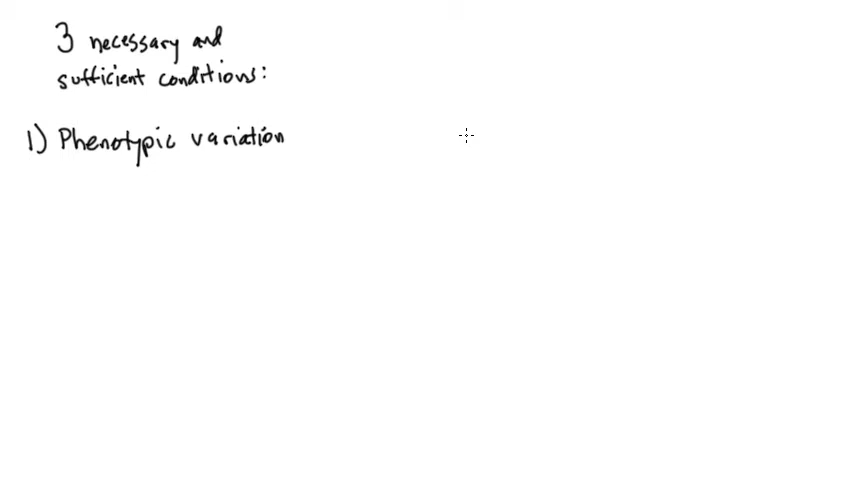 3 necessary and
sufficient conditions:
1) Phenotypic variation